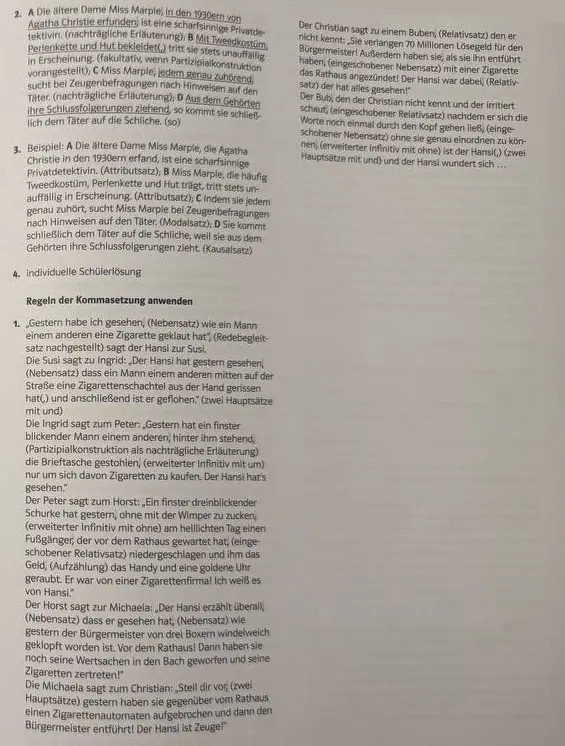 2. A Die ältere Dame Miss Marple, in den 1930ern von
Agatha Christie erfunden, ist eine scharfsinnige Privatde-
tektivin. (nachträgliche Erläuterung); B Mit Tweedkostüm,
Perlenkette und Hut bekleidet(,) tritt sie stets unauffällig
in Erscheinung. (fakultativ, wenn Partizipialkonstruktion
vorangestellt); C Miss Marple, jedem genau zuhörend,
sucht bei Zeugenbefragungen nach Hinweisen auf den
Täter. (nachträgliche Erläuterung); D Aus dem Gehörten
ihre Schlussfolgerungen ziehend, so kommt sie schließ-
lich dem Täter auf die Schliche. (so)
3. Beispiel: A Die ältere Dame Miss Marple, die Agatha
Christie in den 1930ern erfand, ist eine scharfsinnige
Privatdetektivin. (Attributsatz); B Miss Marple, die häufig
Tweedkostüm, Perlenkette und Hut trägt, tritt stets un-
auffällig in Erscheinung. (Attributsatz); C Indem sie jedem
genau zuhört, sucht Miss Marple bei Zeugenbefragungen
nach Hinweisen auf den Täter. (Modalsatz); D Sie kommt
schließlich dem Täter auf die Schliche, weil sie aus dem
Gehörten ihre Schlussfolgerungen zieht. (Kausalsatz)
4. individuelle Schülerlösung
Regeln der Kommasetzung anwenden
1. „Gestern habe ich gesehen, (Nebensatz) wie ein Mann
einem anderen eine Zigarette geklaut hat“, (Redebegleit-
satz nachgestellt) sagt der Hansi zur Susi.
Die Susi sagt zu Ingrid: „Der Hansi hat gestern gesehen,
(Nebensatz) dass ein Mann einem anderen mitten auf der
Straße eine Zigarettenschachtel aus der Hand gerissen
hat(,) und anschließend ist er geflohen.“ (zwei Hauptsätze
mit und)
Die Ingrid sagt zum Peter: „Gestern hat ein finster
blickender Mann einem anderen, hinter ihm stehend,
(Partizipialkonstruktion als nachträgliche Erläuterung)
die Brieftasche gestohlen, (erweiterter Infinitiv mit um)
nur um sich davon Zigaretten zu kaufen. Der Hansi hat's
gesehen.“
Der Peter sagt zum Horst: „Ein finster dreinblickender
Schurke hat gestern, ohne mit der Wimper zu zucken,
(erweiterter Infinitiv mit ohne) am helllichten Tag einen
Fußgänger, der vor dem Rathaus gewartet hat, (einge-
schobener Relativsatz) niedergeschlagen und ihm das
Geld, (Aufzählung) das Handy und eine goldene Uhr
geraubt. Er war von einer Zigarettenfirma! Ich weiß es
von Hansi.“
Der Horst sagt zur Michaela: „Der Hansi erzählt überall,
(Nebensatz) dass er gesehen hat, (Nebensatz) wie
gestern der Bürgermeister von drei Boxern windelweich
geklopft worden ist. Vor dem Rathaus! Dann haben sie
noch seine Wertsachen in den Bach geworfen und seine
Zigaretten zertreten!“
Die Michaela sagt zum Christian: „Stell dir vor, (zwei
Hauptsätze) gestern haben sie gegenüber vom Rathaus
einen Zigarettenautomaten aufgebrochen und dann den
Bürgermeister entführt! Der Hansi ist Zeuge!“
Der Christian sagt zu einem Buben, (Relativsatz) den er
nicht kennt: „Sie verlangen 70 Millionen Lösegeld für den
Bürgermeister! Außerdem haben sie, als sie ihn entführt
haben, (eingeschobener Nebensatz) mit einer Zigarette
das Rathaus angezündet! Der Hansi war dabei, (Relativ-
satz) der hat alles gesehen!“
Der Bub, den der Christian nicht kennt und der irritiert
schaut, (eingeschobener Relativsatz) nachdem er sich die
Worte noch einmal durch den Kopf gehen ließ, (einge-
schobener Nebensatz) ohne sie genau einordnen zu kön-
nen, (erweiterter Infinitiv mit ohne) ist der Hansi(,) (zwei
Hauptsätze mit und) und der Hansi wundert sich ...